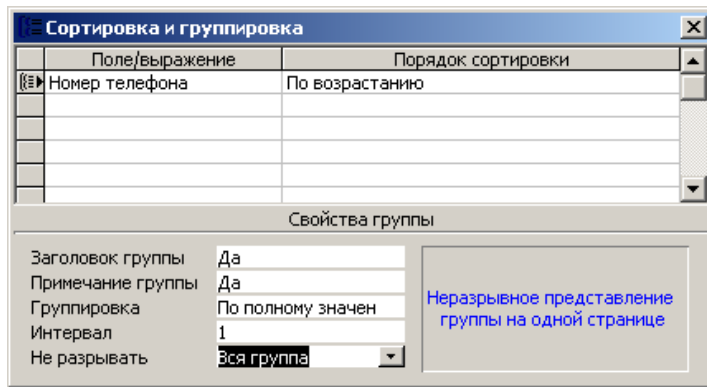 Сортировка и группировка
Поле/выражение Порядок сортировки
Номер телефона По возрастанию
Свойства группы
Заголовок группы Да
Примечание группы Да
Группировка По полному значен
Интервал 1
Не разрывать Вся группа
Неразрывное представление
группы на одной странице